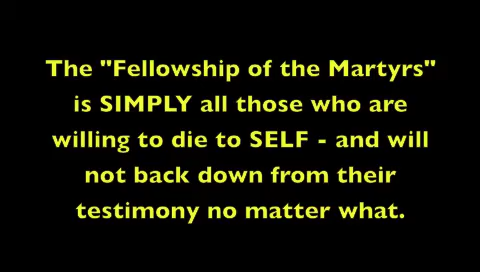 The "Fellowship of the Martyrs"
is SIMPLY all those who are
willing to die to SELF - and will
not back down from their
testimony no matter what.